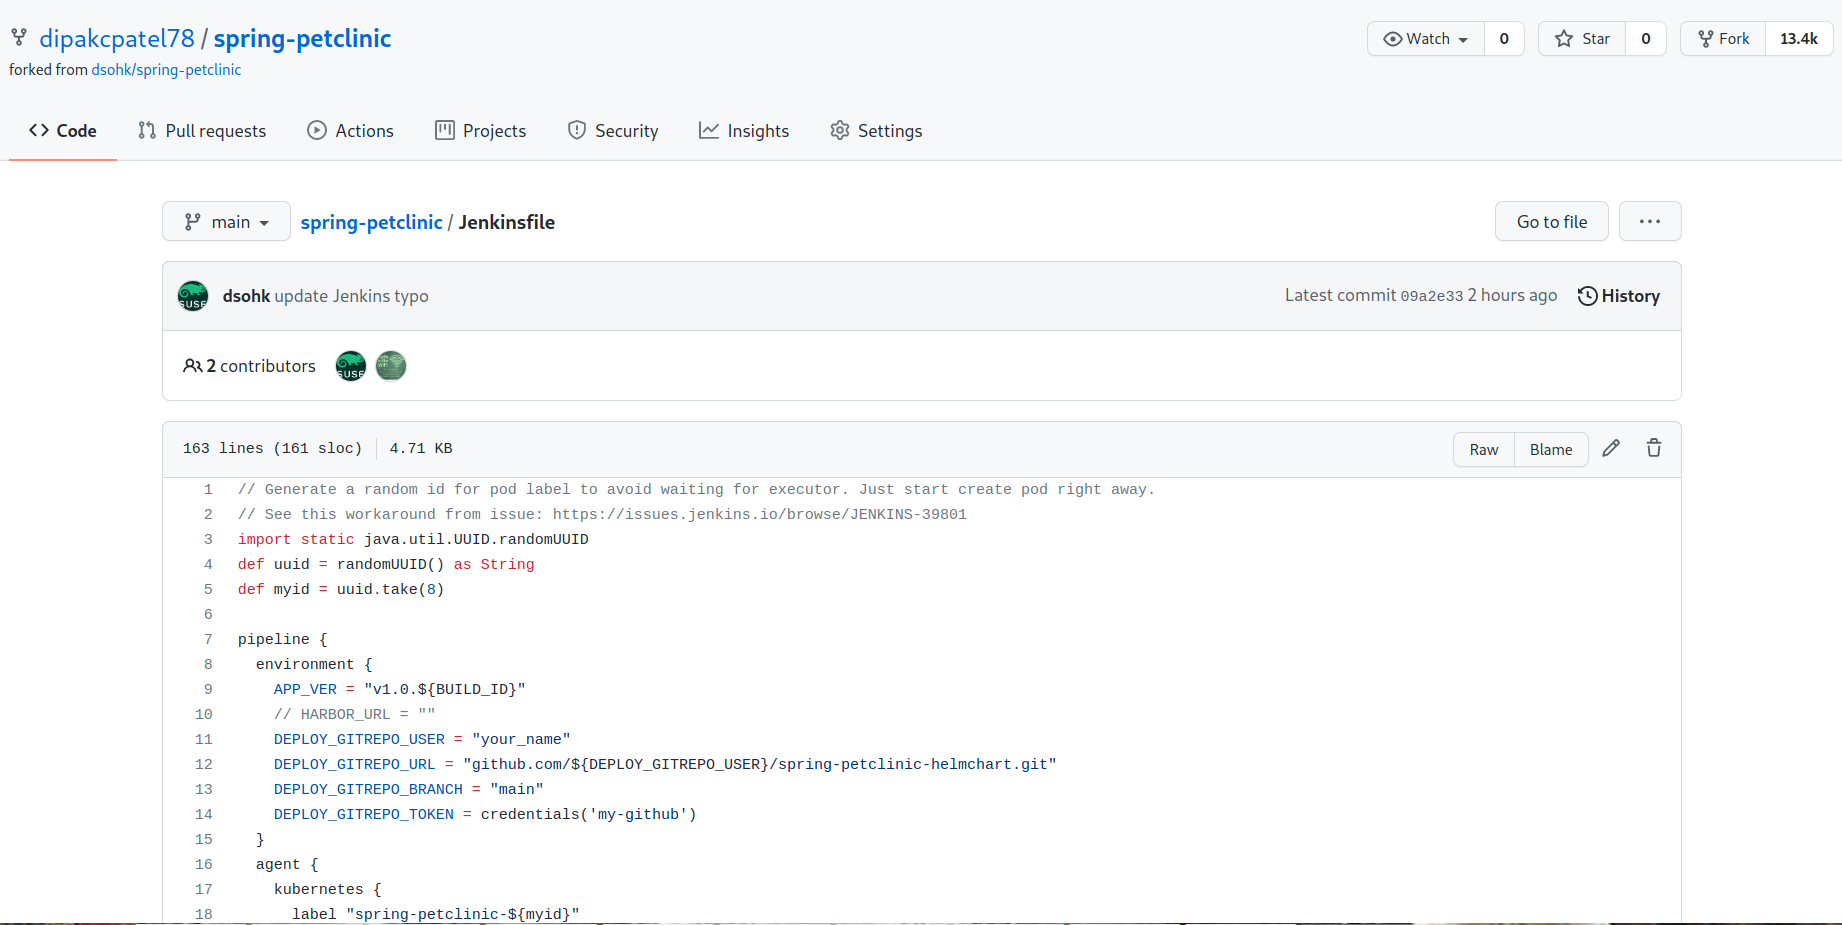 dipakcpatel78 / spring-petclinic
Watch 0 Star 0 Fork 13.4k
forked from dsohk/spring-petclinic
Code Pull requests Actions Projects Security Insights Settings
main spring-petclinic / Jenkinsfile Go to file ...
SUSE dsohk update Jenkins typo Latest commit 09a2e33 2 hours ago History
2 contributors SUSE
163 lines (161 sloc) 4.71 KB Raw Blame
1 // Generate a random id for pod label to avoid waiting for executor. Just start create pod right away.
2 // See this workaround from issue: https://issues.jenkins.io/browse/JENKINS-39801
3 import static java.util.UUID.randomUUID
4 def uuid = randomUUID() as String
5 def myid = uuid.take(8)
6
7 pipeline {
8 environment {
9 APP_VER = "v1.0.${BUILD_ID}"
10 // HARBOR_URL = ""
11 DEPLOY_GITREPO_USER = "your_name"
12 DEPLOY_GITREPO_URL = "github.com/${DEPLOY_GITREPO_USER}/spring-petclinic-helmchart.git"
13 DEPLOY_GITREPO_BRANCH = "main"
14 DEPLOY_GITREPO_TOKEN = credentials('my-github')
15 }
16 agent {
17 kubernetes {
18 label "spring-petclinic-${myid}"